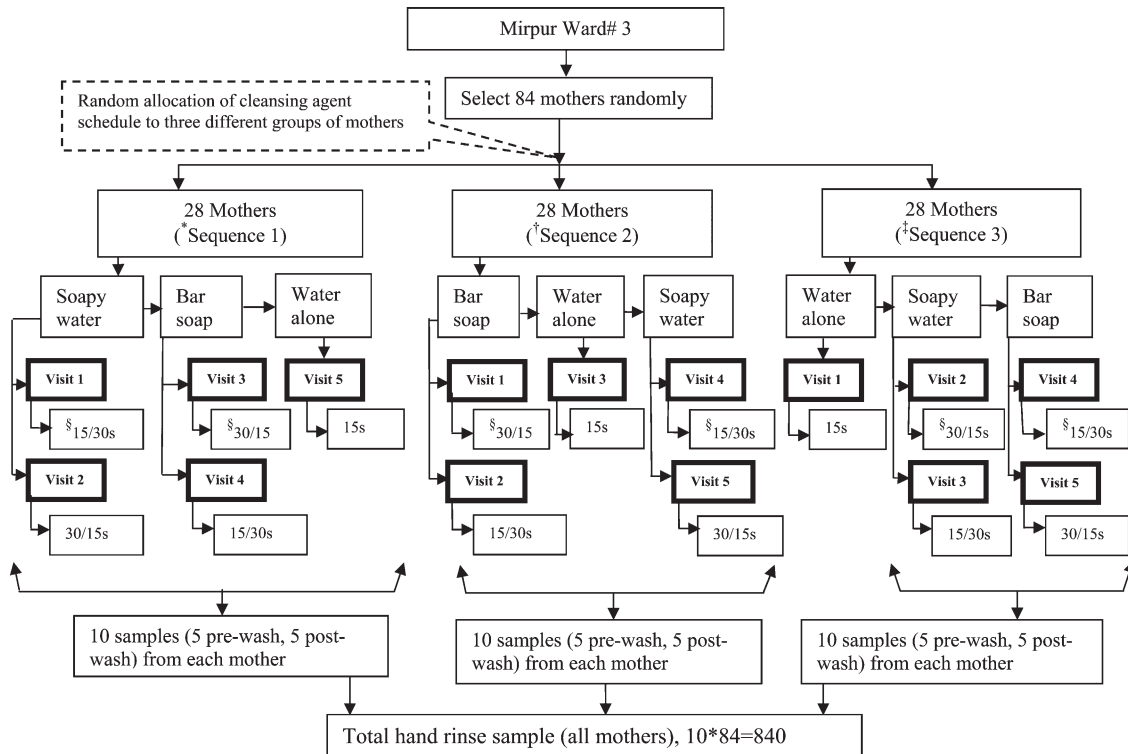 Mirpur Ward# 3
Select 84 mothers randomly
Random allocation of cleansing agent
schedule to three different groups of mothers
28 Mothers
(*Sequence 1)
Soapy
water
Bar
soap
Water
alone
Visit 1
§15/30s
Visit 2
30/15s
Visit 3
§30/15
Visit 4
15/30s
Visit 5
15s
10 samples (5 pre-wash, 5 post-
wash) from each mother
28 Mothers
(†Sequence 2)
Bar
soap
Water
alone
Soapy
water
Visit 1
§30/15
Visit 2
15/30s
Visit 3
15s
Visit 4
§15/30s
Visit 5
30/15s
10 samples (5 pre-wash, 5 post-
wash) from each mother
28 Mothers
(‡Sequence 3)
Water
alone
Soapy
water
Bar
soap
Visit 1
15s
Visit 2
§30/15s
Visit 3
15/30s
Visit 4
§15/30s
Visit 5
30/15s
10 samples (5 pre-wash, 5 post-
wash) from each mother
Total hand rinse sample (all mothers), 10*84=840